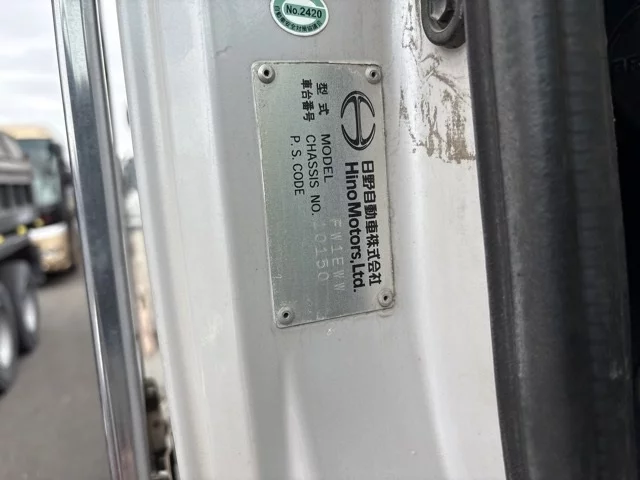 No.2420
日野自動車株式会社
HinoMotors,Ltd.
型式 MODEL FW1EWW
車台番号 CHASSIS NO. 10150
P.S.CODE